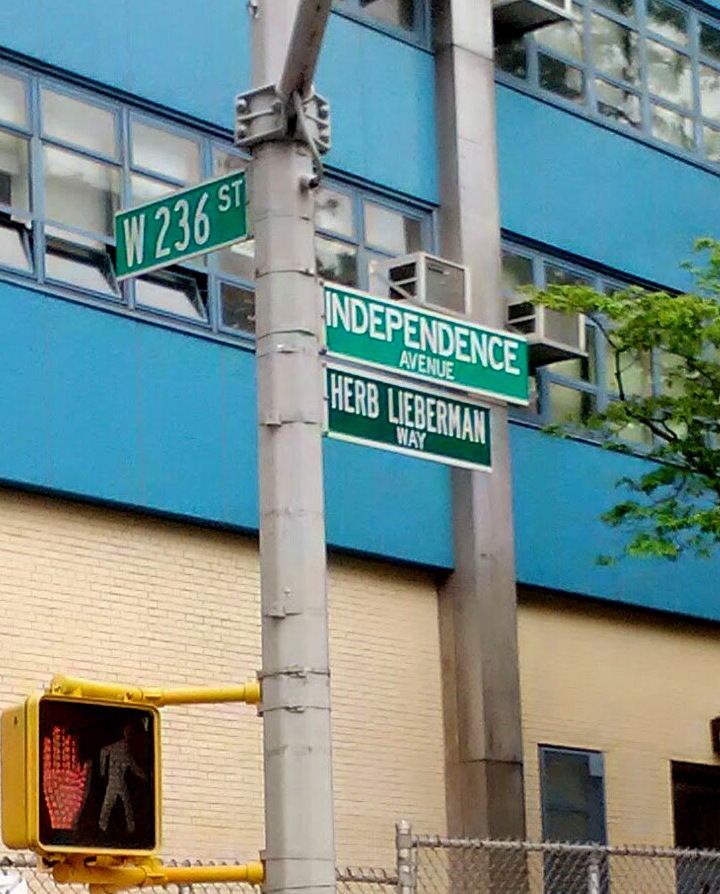 W 236 ST
INDEPENDENCE
AVENUE
HERB LIEBERMAN
WAY